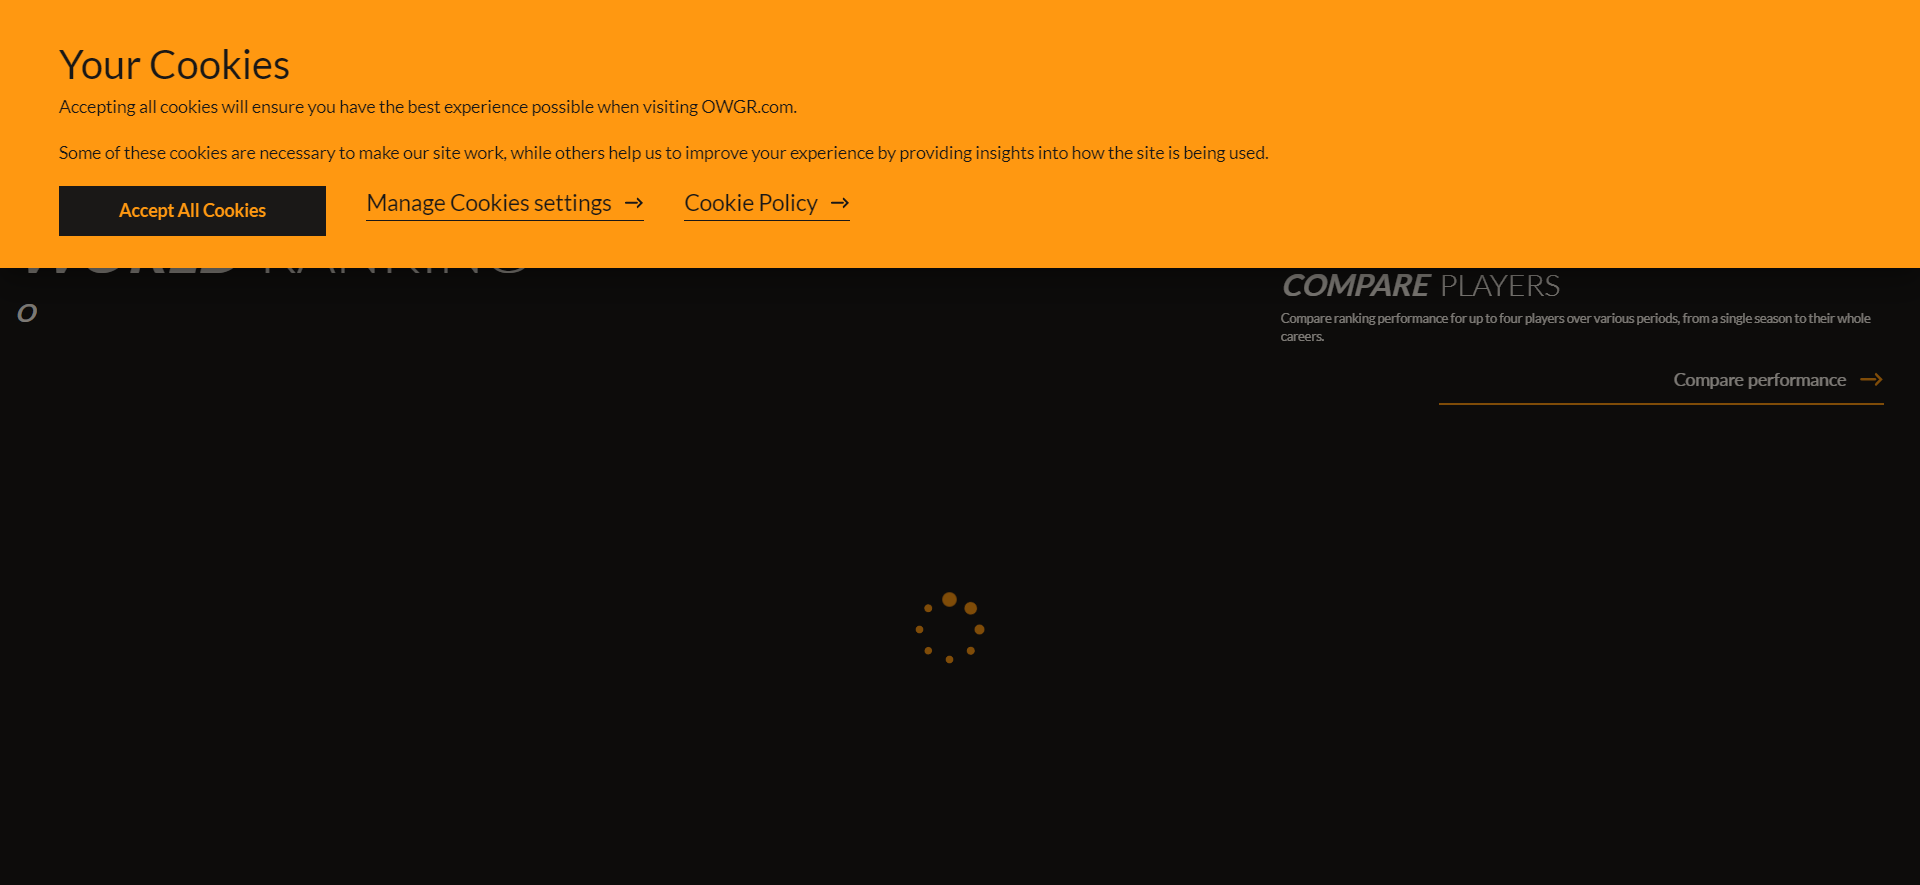 Your Cookies
Accepting all cookies will ensure you have the best experience possible when visiting OWGR.com.
Some of these cookies are necessary to make our site work, while others help us to improve your experience by providing insights into how the site is being used.
Accept All Cookies
Manage Cookies settings
Cookie Policy
WORLD RANKING
O
COMPARE PLAYERS
Compare ranking performance for up to four players over various periods, from a single season to their whole
careers.
Compare performance